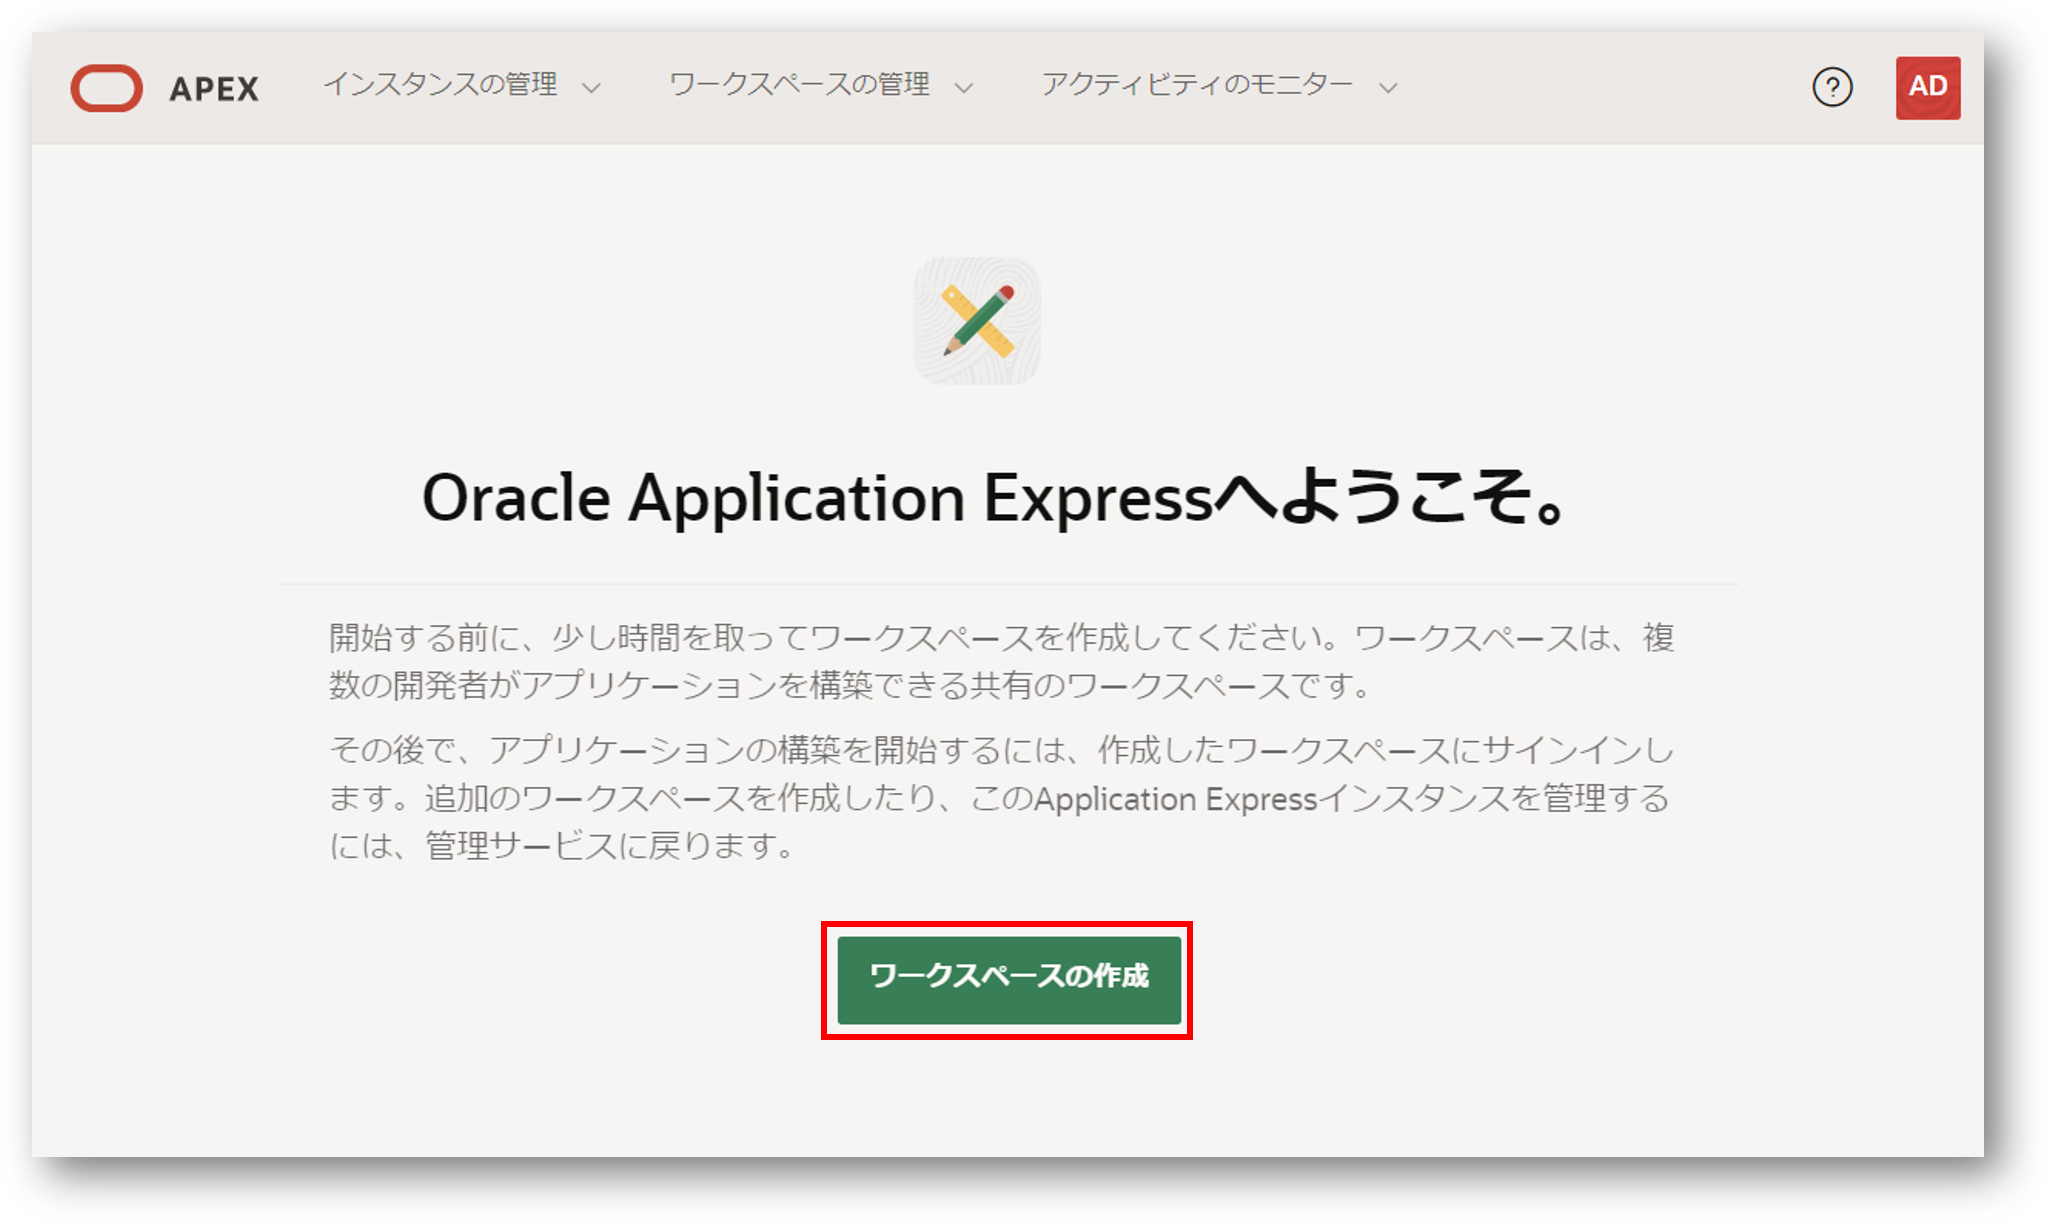 APEX インスタンスの管理 ワークスペースの管理 アクティビティのモニター ? AD
Oracle Application Expressへようこそ。
開始する前に、少し時間を取ってワークスペースを作成してください。ワークスペースは、複
数の開発者がアプリケーションを構築できる共有のワークスペースです。
その後で、アプリケーションの構築を開始するには、作成したワークスペースにサインインし
ます。追加のワークスペースを作成したり、このApplication Expressインスタンスを管理する
には、管理サービスに戻ります。
ワークスペースの作成